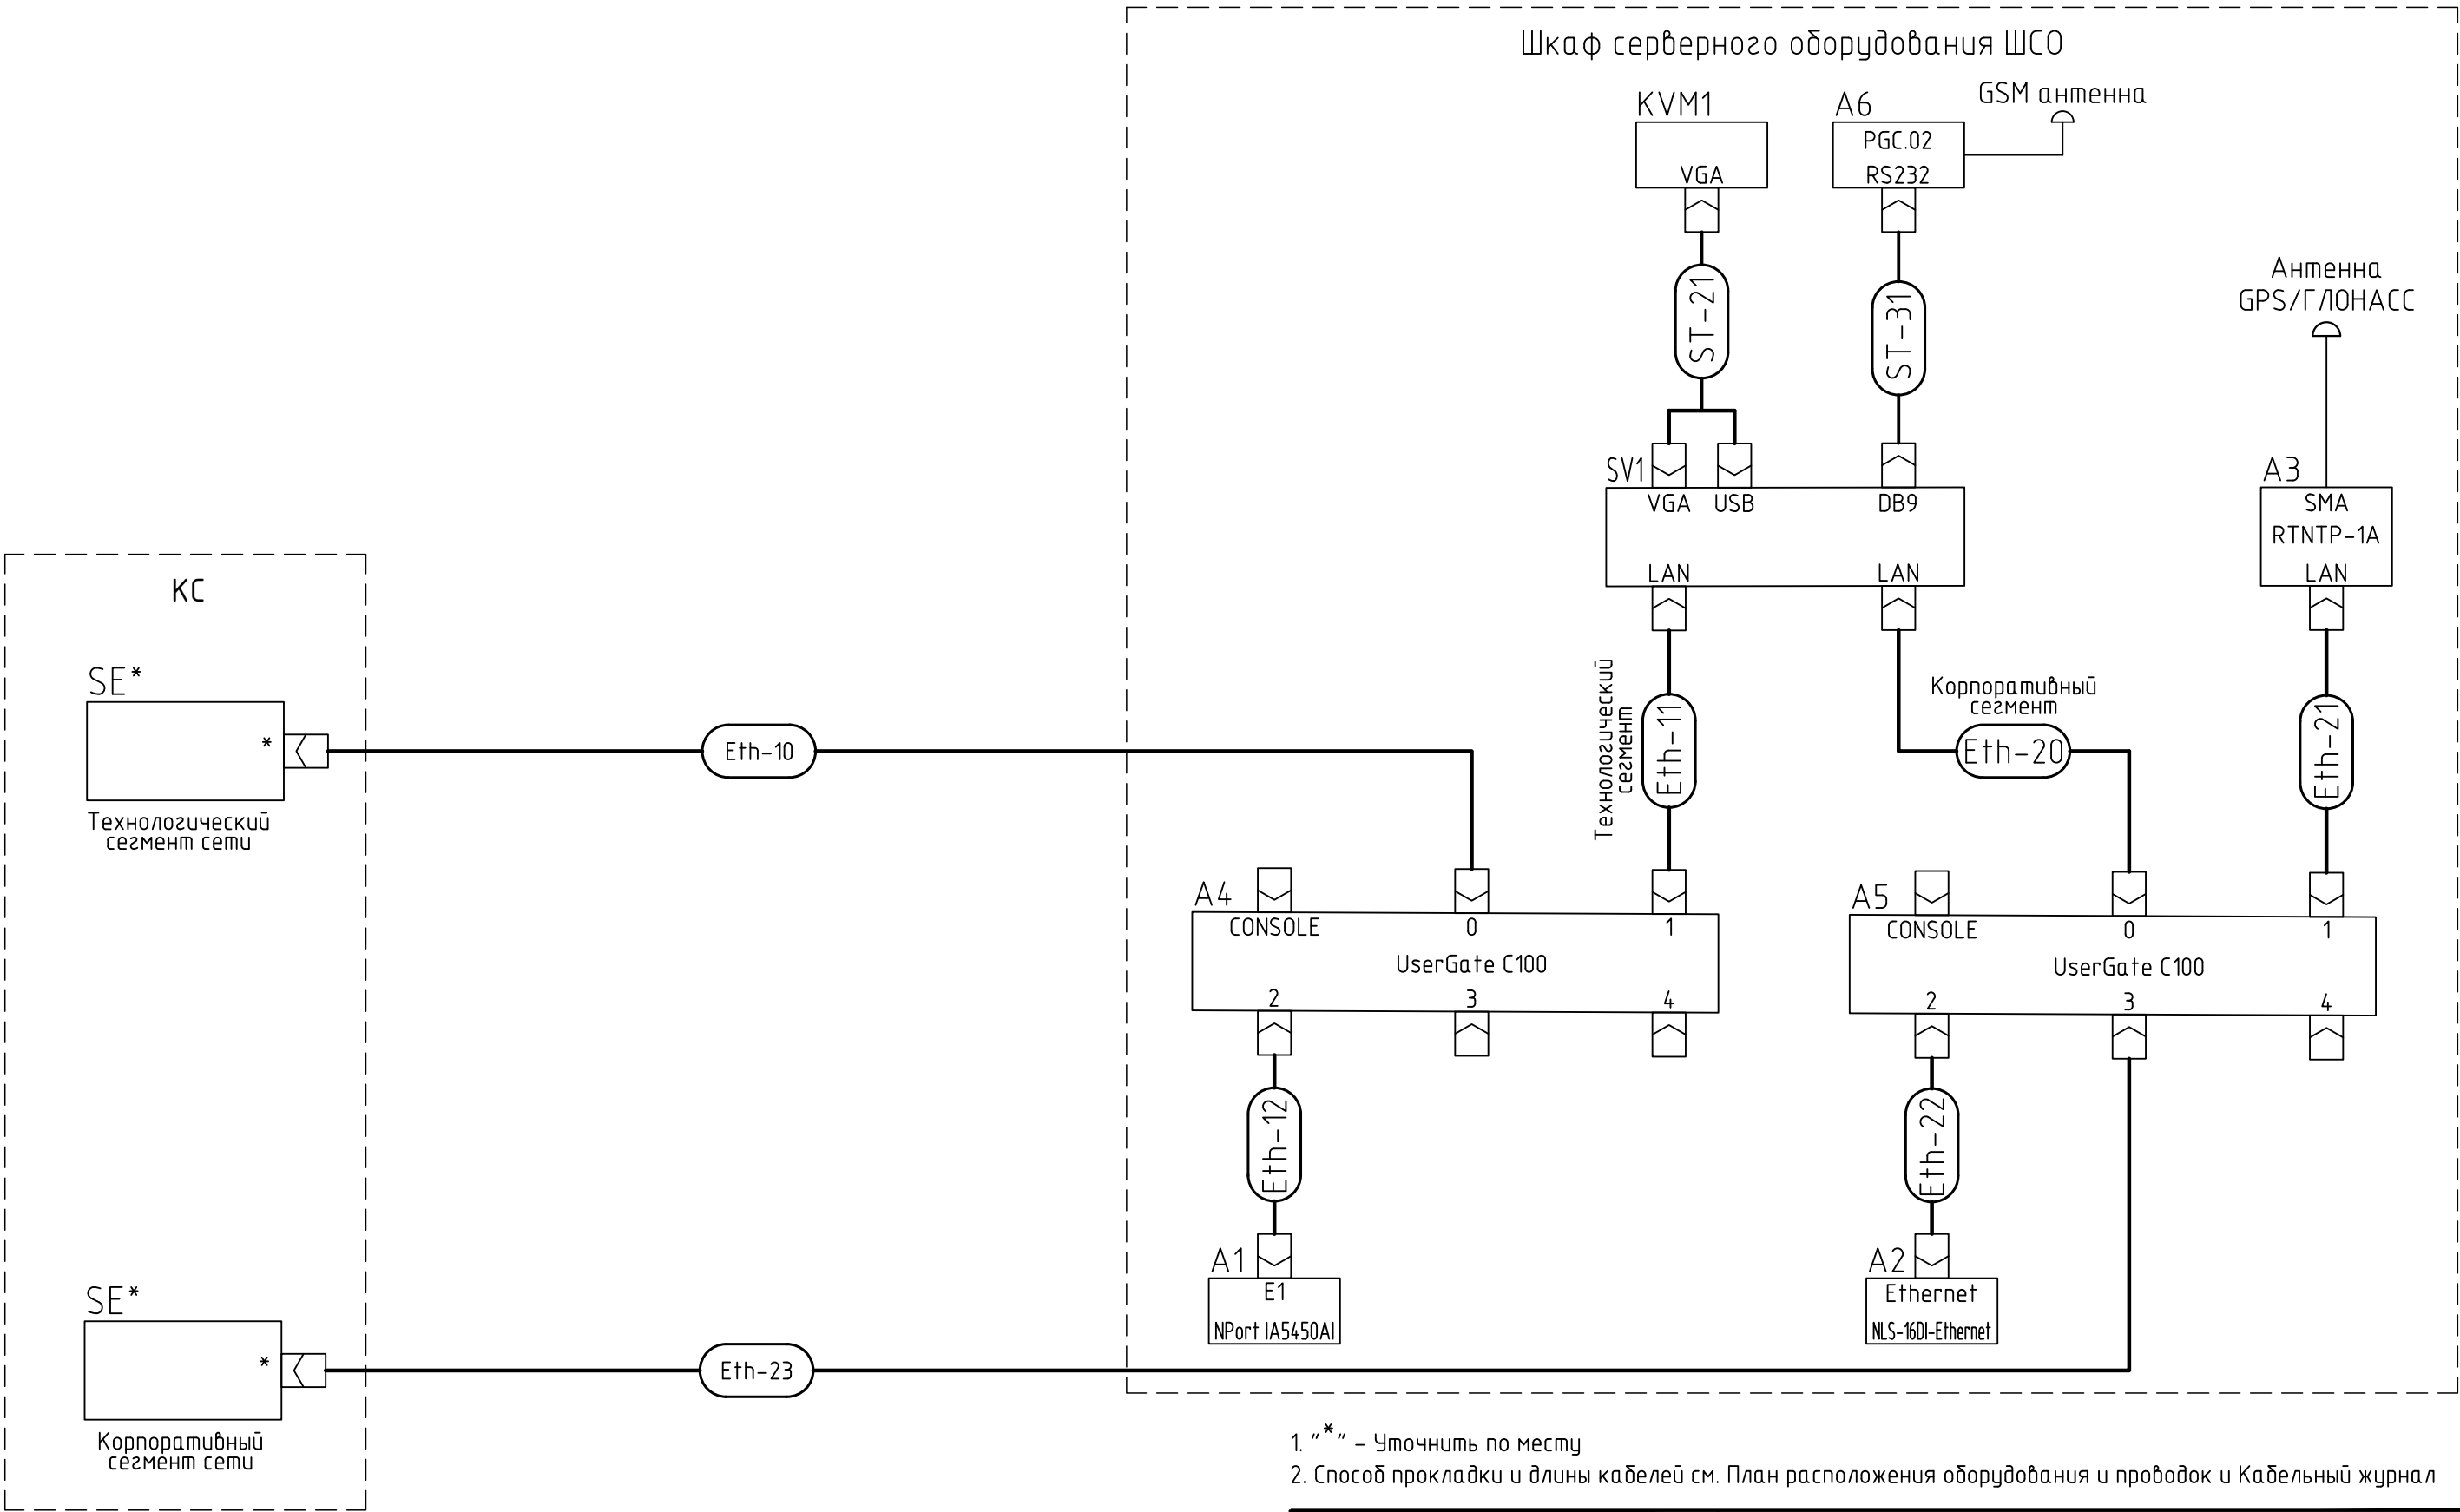 Шкаф серверного оборудования ШСО
KVM1
VGA
A6
PGC.02
RS232
GSM антенна
ST-21
ST-31
Антенна
GPS/ГЛОНАСС
SV1
VGA
USB
DB9
LAN
LAN
A3
SMA
RTNTP-1A
LAN
КС
SE*
*
Технологический
сегмент сети
Eth-10
Технологический
сегмент
Eth-11
Корпоративный
сегмент
Eth-20
Eth-21
A4
CONSOLE
0
1
UserGate C100
2
3
4
A5
CONSOLE
0
1
UserGate C100
2
3
4
Eth-12
Eth-22
A1
E1
NPort IA5450AI
A2
Ethernet
NLS-16DI-Ethernet
SE*
*
Корпоративный
сегмент сети
Eth-23
1. "*" - Уточнить по месту
2. Способ прокладки и длины кабелей см. План расположения оборудования и проводок и Кабельный журнал